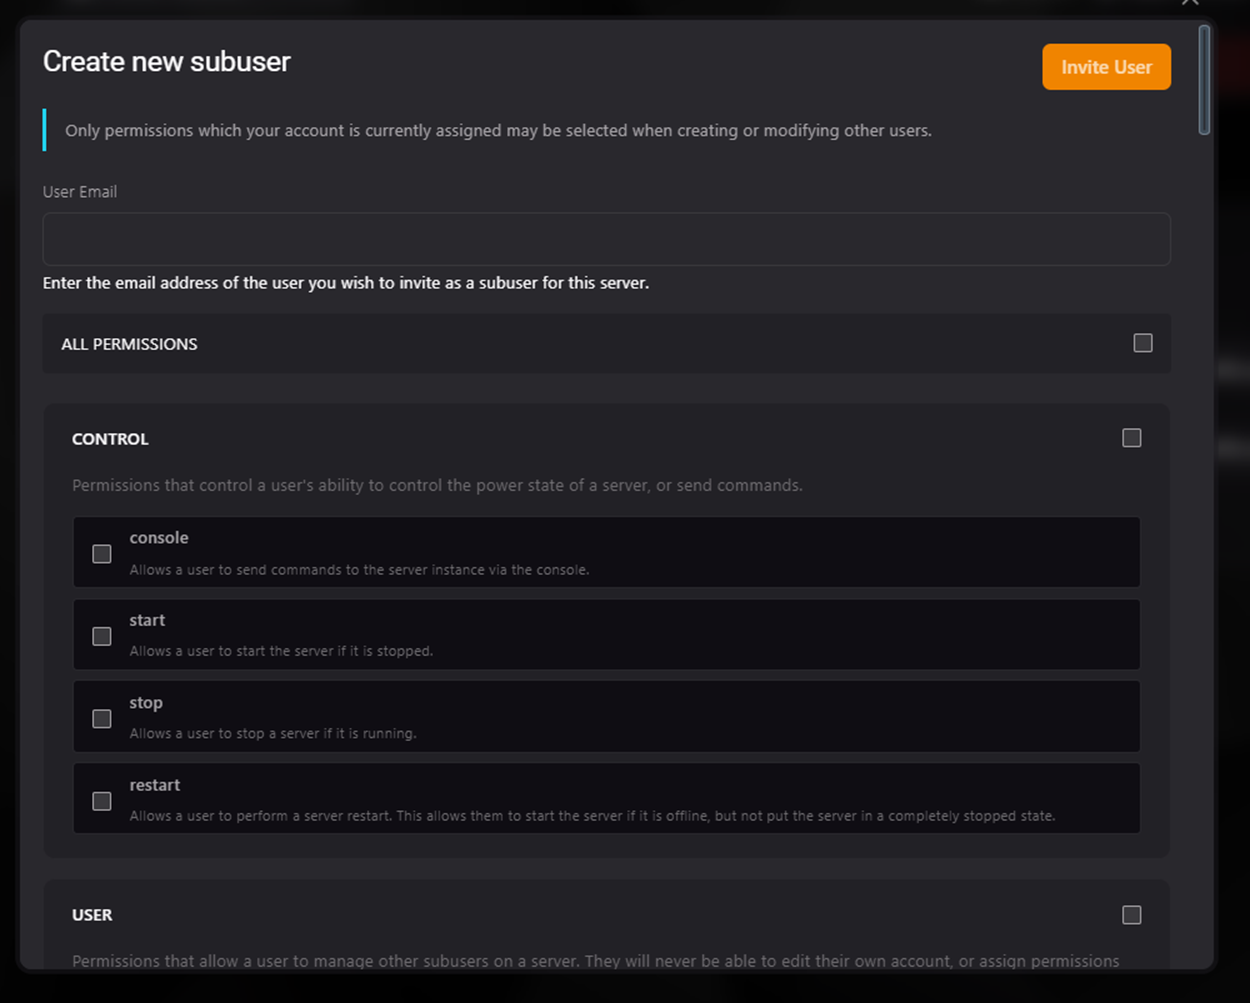 Create new subuser
Invite User
Only permissions which your account is currently assigned may be selected when creating or modifying other users.
User Email
Enter the email address of the user you wish to invite as a subuser for this server.
ALL PERMISSIONS
CONTROL
Permissions that control a user's ability to control the power state of a server, or send commands.
console
Allows a user to send commands to the server instance via the console.
start
Allows a user to start the server if it is stopped.
stop
Allows a user to stop a server if it is running.
restart
Allows a user to perform a server restart. This allows them to start the server if it is offline, but not put the server in a completely stopped state.
USER
Permissions that allow a user to manage other subusers on a server. They will never be able to edit their own account, or assign permissions